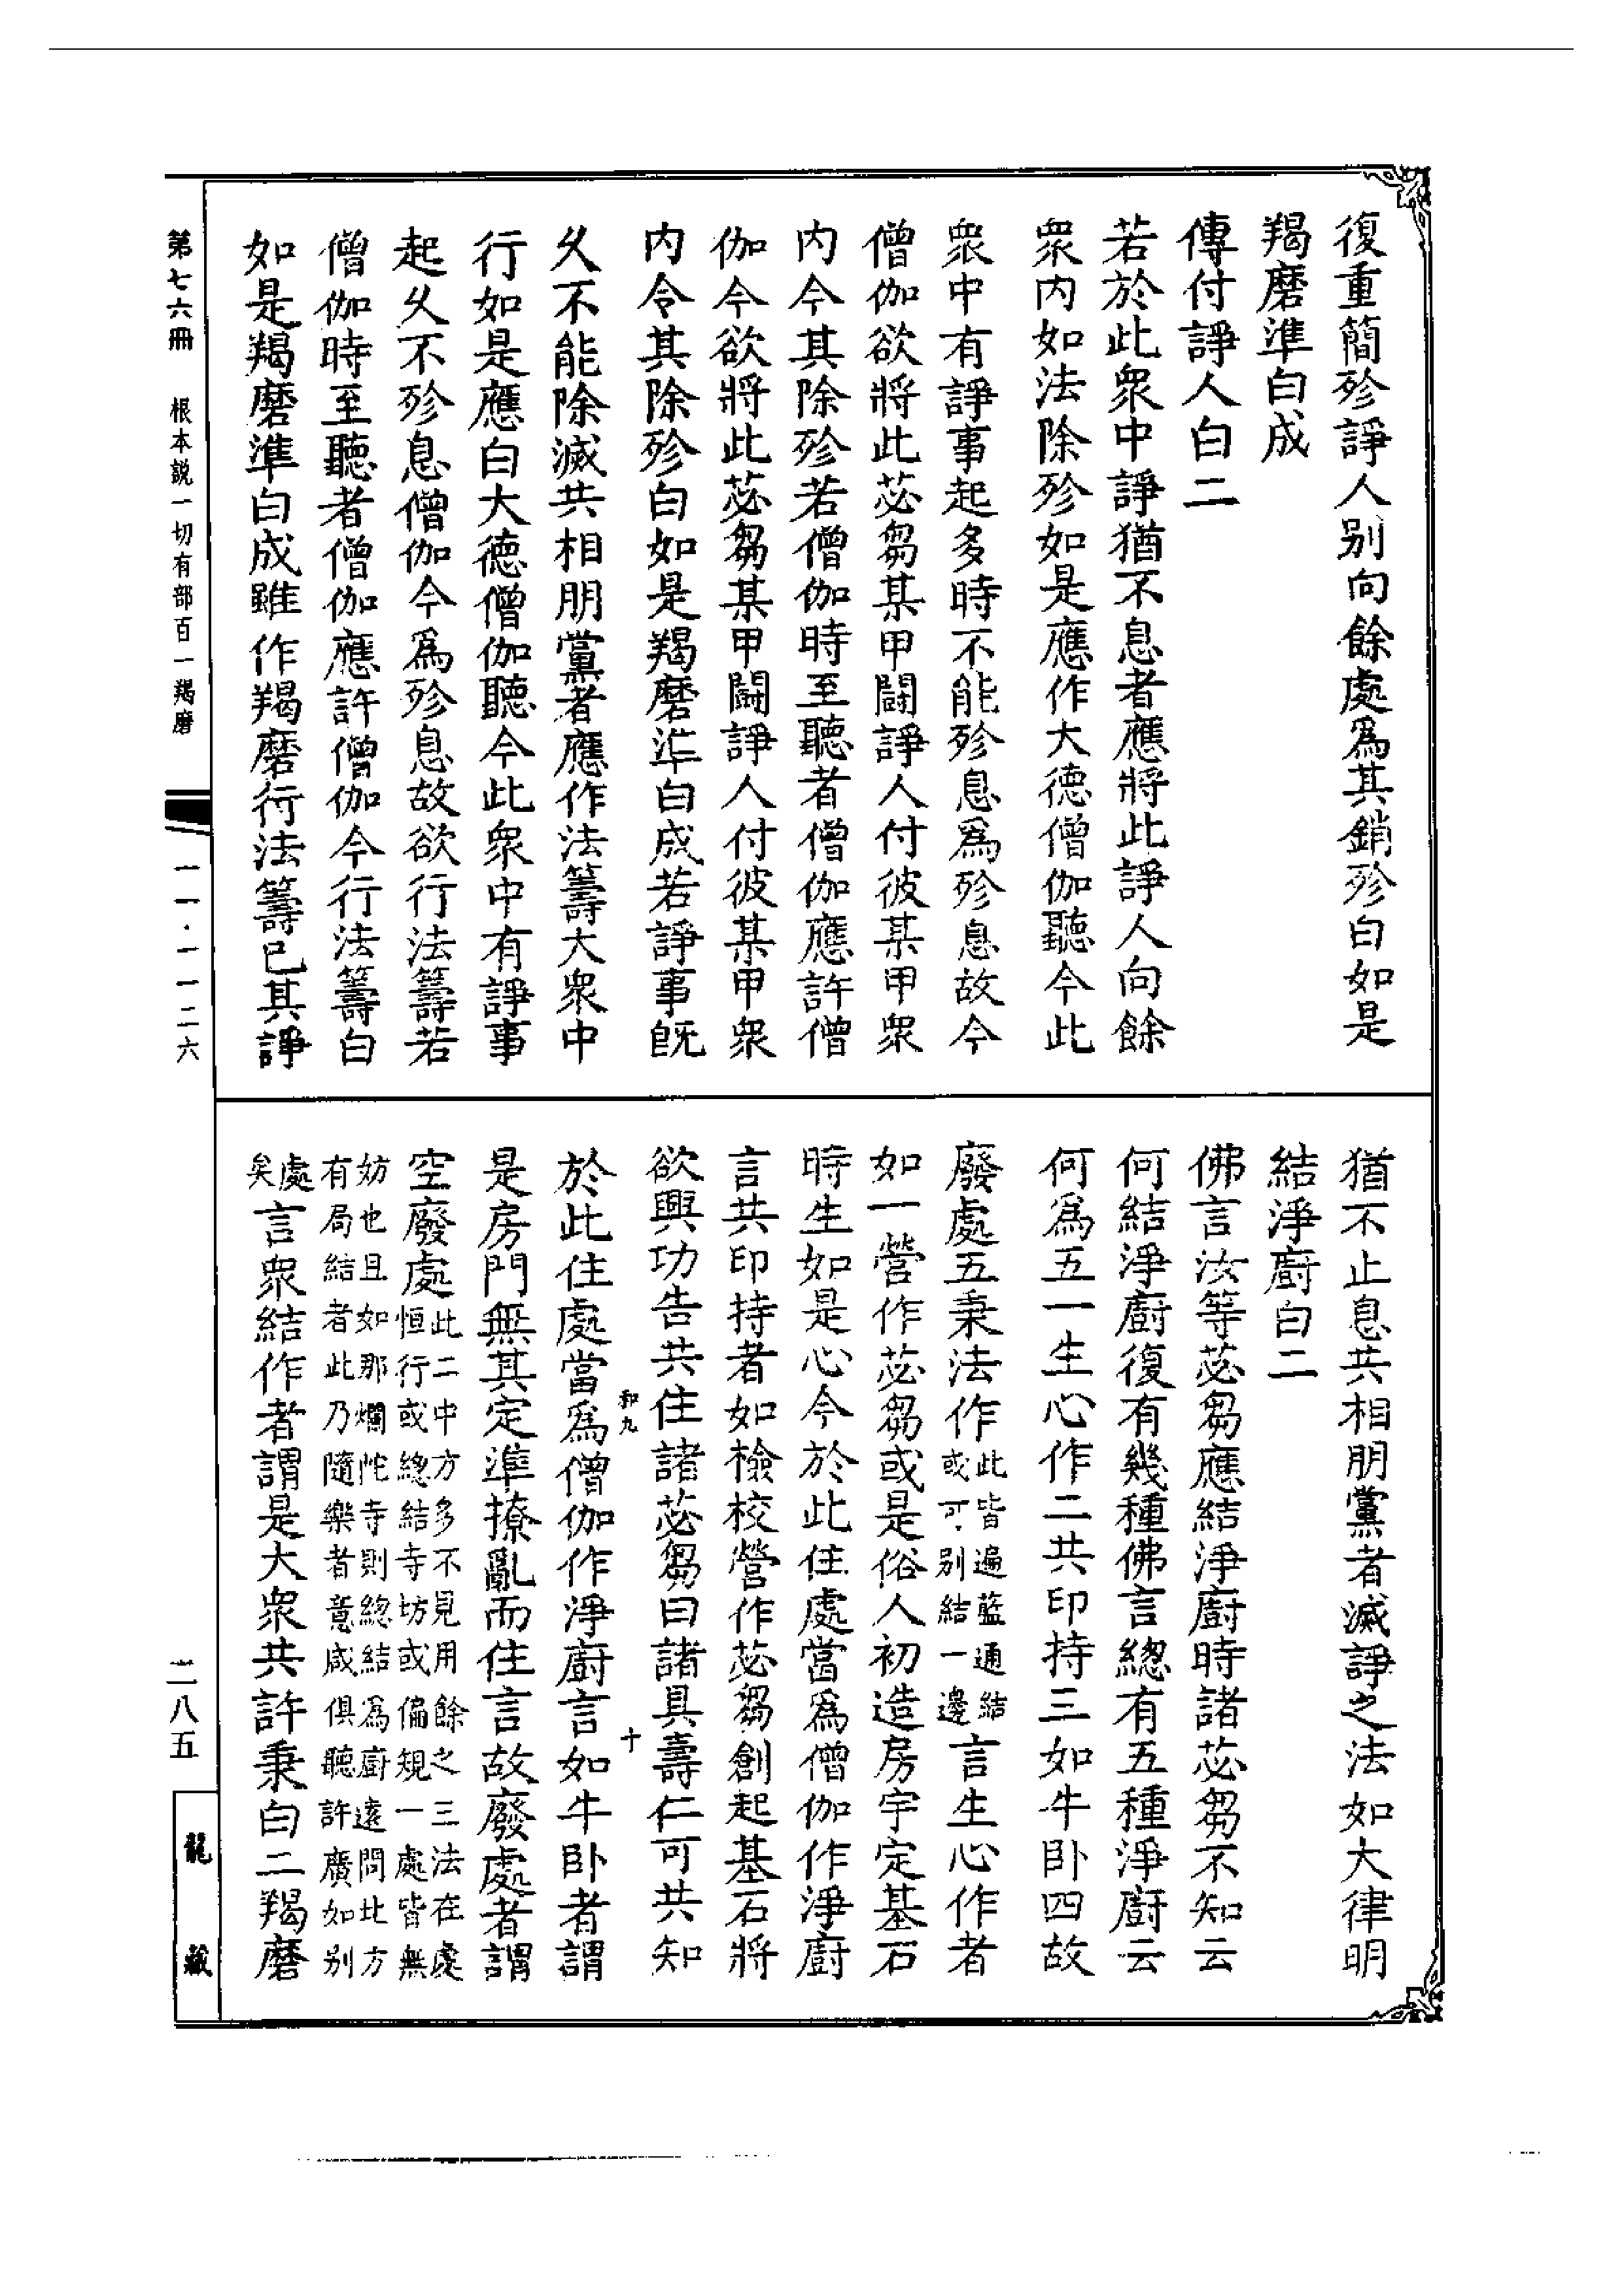 復重簡殄諍人別向餘處爲其銷殄白如是
羯磨準白成
傳付諍人白二
若於此衆中諍猶不息者應將此諍人向餘
衆內如法除殄如是應作大德僧伽聽今此
衆中有諍事起多時不能殄息爲殄息故今
僧伽欲將此苾芻某甲鬭諍人付彼某甲衆
內令其除殄若僧伽時至聽者僧伽應許僧
伽今欲將此苾芻某甲鬭諍人付彼某甲衆
內令其除殄白如是羯磨準白成若諍事旣
久不能除滅共相朋黨者應作法籌大衆中
行如是應白大德僧伽聽今此衆中有諍事
起久不殄息僧伽今爲殄息故欲行法籌若
僧伽時至聽者僧伽應許僧伽今行法籌白
如是羯磨準白成雖作羯磨行法籌已其諍
猶不止息共相朋黨者滅諍之法如大律明
結淨廚白二
佛言汝等苾芻應結淨廚時諸苾芻不知云
何結淨廚復有幾種佛言總有五種淨廚云
何爲五一生心作二共印持三如牛臥四故
廢處五秉法作此皆遍藍通結或可別結一邊言生心作者
如一營作苾芻或是俗人初造房宇定基石
時生如是心今於此住處當爲僧伽作淨廚
言共印持者如檢校營作苾芻創起基石將
欲興功告共住諸苾芻曰諸具壽仁可共知
於此住處當爲僧伽作淨廚言如牛臥者謂
和九
十
是房門無其定準撩亂而住言故廢處者謂
空廢處此二中方多不見用餘之三法在處恒行或總結寺坊或偏規一處皆無
妨也且如那爛陀寺則總結爲廚遠問北方有局結者此乃隨樂者意咸俱聽許廣如別
處矣言衆結作者謂是大衆共許秉白二羯磨
第七六冊 根本說一切有部百一羯磨
一一·一一二六
二八五
龍藏